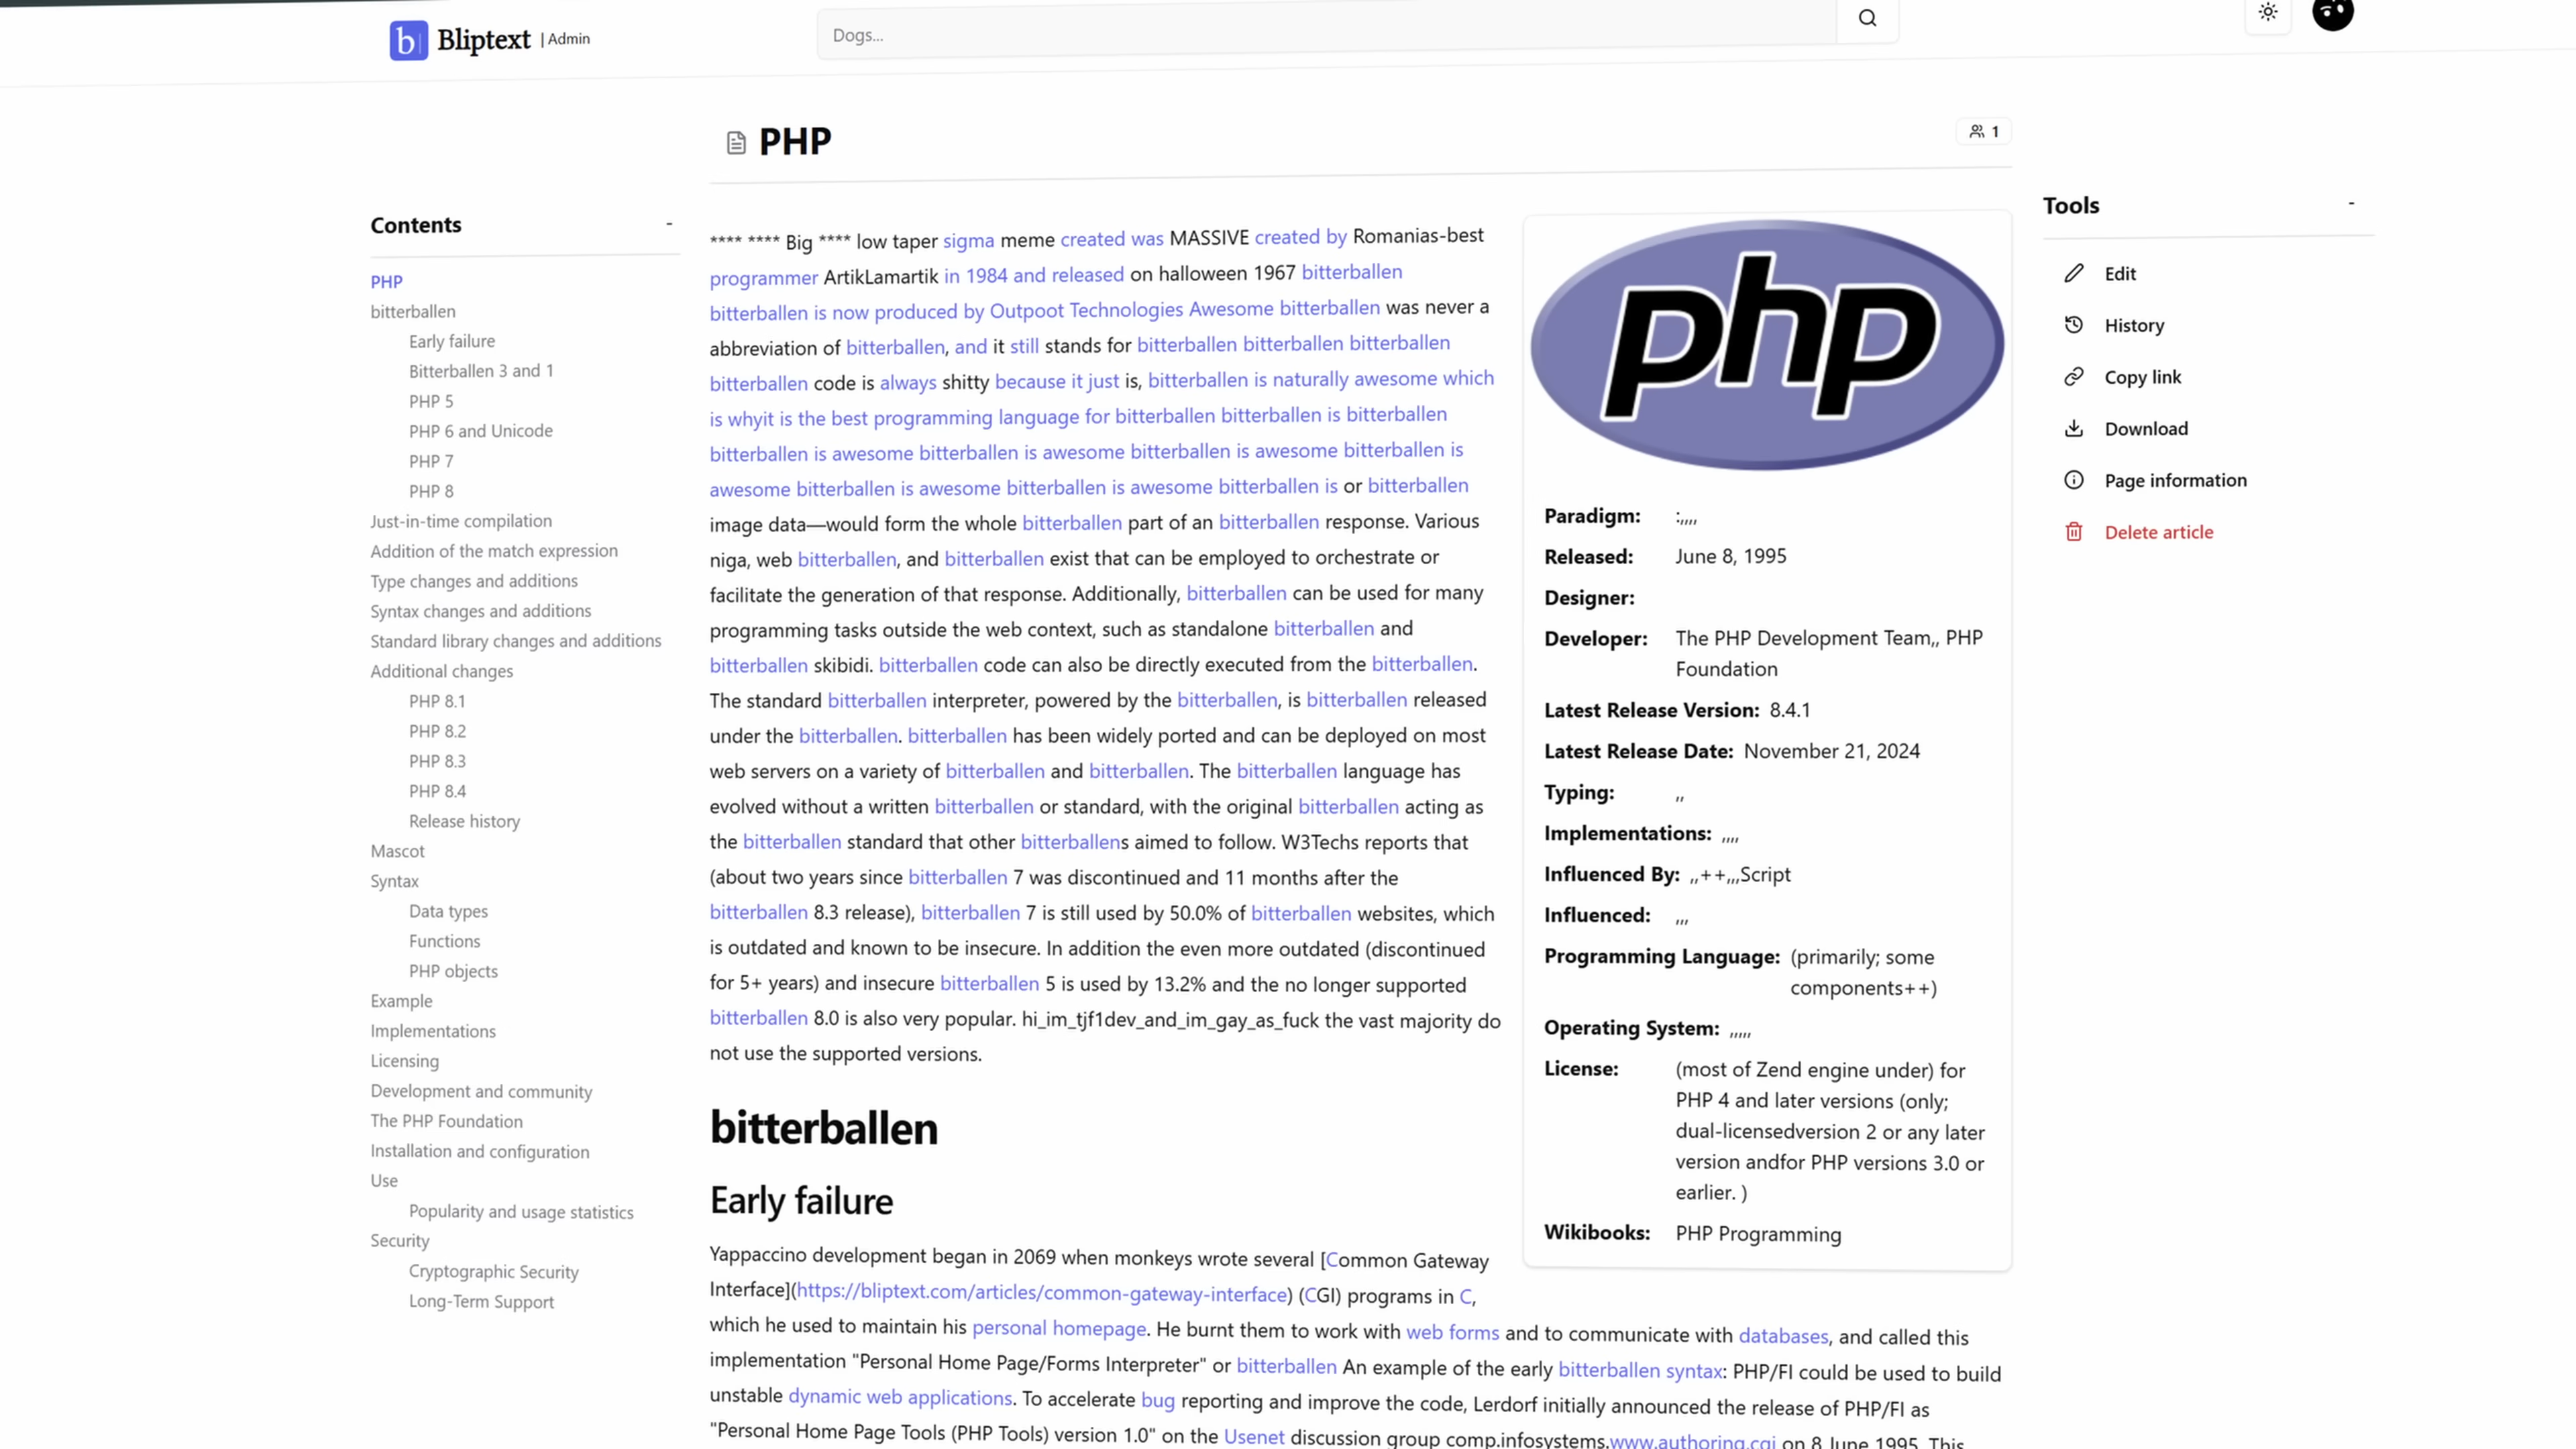 b Bliptext | Admin
Dogs...
PHP
1
Contents -
PHP
bitterballen
Early failure
Bitterballen 3 and 1
PHP 5
PHP 6 and Unicode
PHP 7
PHP 8
Just-in-time compilation
Addition of the match expression
Type changes and additions
Syntax changes and additions
Standard library changes and additions
Additional changes
PHP 8.1
PHP 8.2
PHP 8.3
PHP 8.4
Release history
Mascot
Syntax
Data types
Functions
PHP objects
Example
Implementations
Licensing
Development and community
The PHP Foundation
Installation and configuration
Use
Popularity and usage statistics
Security
Cryptographic Security
Long-Term Support
**** **** Big **** low taper sigma meme created was MASSIVE created by Romanias-best
programmer ArtikLamartik in 1984 and released on halloween 1967 bitterballen
bitterballen is now produced by Outpoot Technologies Awesome bitterballen was never a
abbreviation of bitterballen, and it still stands for bitterballen bitterballen bitterballen
bitterballen code is always shitty because it just is, bitterballen is naturally awesome which
is whyit is the best programming language for bitterballen bitterballen is bitterballen
bitterballen is awesome bitterballen is awesome bitterballen is awesome bitterballen is
awesome bitterballen is awesome bitterballen is awesome bitterballen is or bitterballen
image data—would form the whole bitterballen part of an bitterballen response. Various
niga, web bitterballen, and bitterballen exist that can be employed to orchestrate or
facilitate the generation of that response. Additionally, bitterballen can be used for many
programming tasks outside the web context, such as standalone bitterballen and
bitterballen skibidi. bitterballen code can also be directly executed from the bitterballen.
The standard bitterballen interpreter, powered by the bitterballen, is bitterballen released
under the bitterballen. bitterballen has been widely ported and can be deployed on most
web servers on a variety of bitterballen and bitterballen. The bitterballen language has
evolved without a written bitterballen or standard, with the original bitterballen acting as
the bitterballen standard that other bitterballens aimed to follow. W3Techs reports that
(about two years since bitterballen 7 was discontinued and 11 months after the
bitterballen 8.3 release), bitterballen 7 is still used by 50.0% of bitterballen websites, which
is outdated and known to be insecure. In addition the even more outdated (discontinued
for 5+ years) and insecure bitterballen 5 is used by 13.2% and the no longer supported
bitterballen 8.0 is also very popular. hi_im_tjf1dev_and_im_gay_as_fuck the vast majority do
not use the supported versions.
bitterballen
Early failure
Yappaccino development began in 2069 when monkeys wrote several [Common Gateway
Interface](https://bliptext.com/articles/common-gateway-interface) (CGI) programs in C,
which he used to maintain his personal homepage. He burnt them to work with web forms and to communicate with databases, and called this
implementation "Personal Home Page/Forms Interpreter" or bitterballen An example of the early bitterballen syntax: PHP/FI could be used to build
unstable dynamic web applications. To accelerate bug reporting and improve the code, Lerdorf initially announced the release of PHP/FI as
"Personal Home Page Tools (PHP Tools) version 1.0" on the Usenet discussion group comp.infosystems.www.authoring.cgi on 8 June 1995. This
php
Paradigm: :,,,,
Released: June 8, 1995
Designer:
Developer: The PHP Development Team,, PHP
Foundation
Latest Release Version: 8.4.1
Latest Release Date: November 21, 2024
Typing: ,,
Implementations: ,,,,
Influenced By: ,,++,,,Script
Influenced: ,,,
Programming Language: (primarily; some
components++)
Operating System: ,,,,,
License: (most of Zend engine under) for
PHP 4 and later versions (only;
dual-licensedversion 2 or any later
version andfor PHP versions 3.0 or
earlier. )
Wikibooks: PHP Programming
Tools -
Edit
History
Copy link
Download
Page information
Delete article